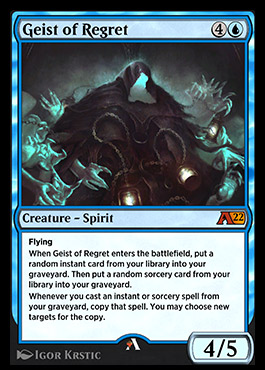 Geist of Regret 4
Creature – Spirit A22
Flying
When Geist of Regret enters the battlefield, put a
random instant card from your library into your
graveyard. Then put a random sorcery card from your
library into your graveyard.
Whenever you cast an instant or sorcery spell from
your graveyard, copy that spell. You may choose new
targets for the copy.
4/5
Igor Krstic